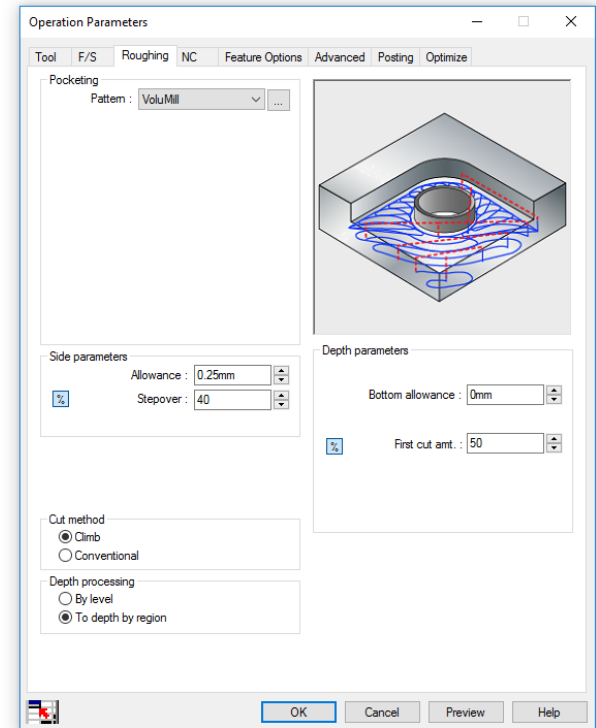 Operation Parameters
Tool F/S Roughing NC Feature Options Advanced Posting Optimize
Pocketing
Pattern : VoluMill ...
Side parameters
Allowance : 0.25mm
% Stepover : 40
Depth parameters
Bottom allowance : 0mm
% First cut amt. : 50
Cut method
Climb
Conventional
Depth processing
By level
To depth by region
OK Cancel Preview Help